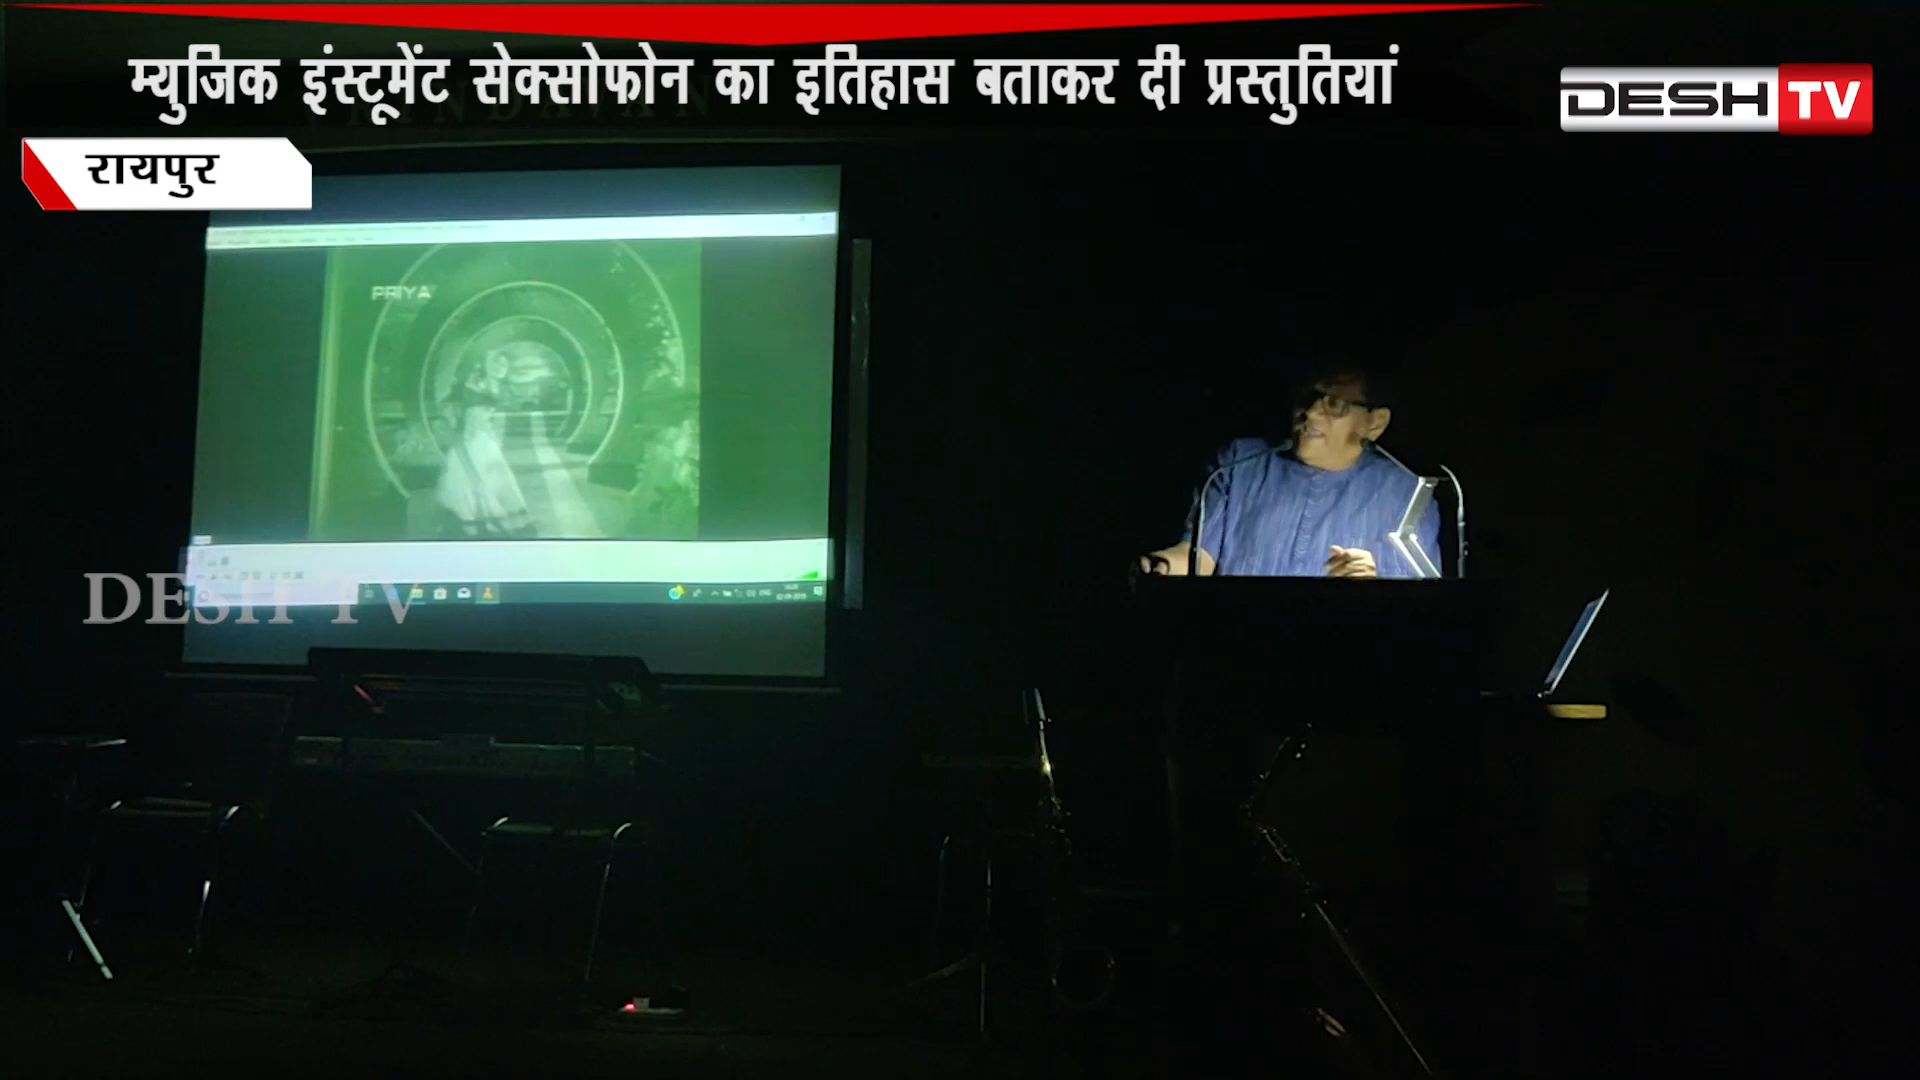 म्युजिक इंस्टूमेंट सेक्सोफोन का इतिहास बताकर दी प्रस्तुतियां
DESH TV
रायपुर
PRIYA
DESH TV